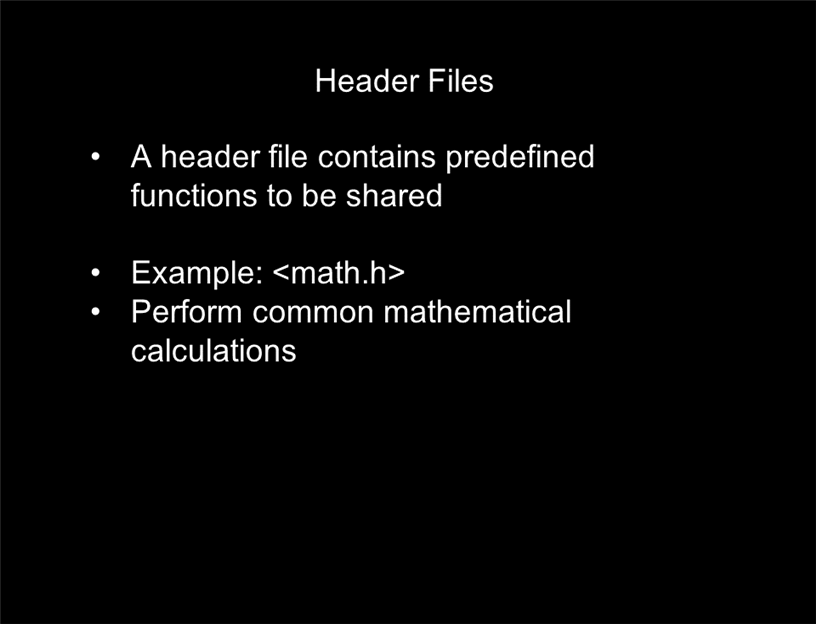 Header Files
• A header file contains predefined
functions to be shared
• Example: <math.h>
• Perform common mathematical
calculations